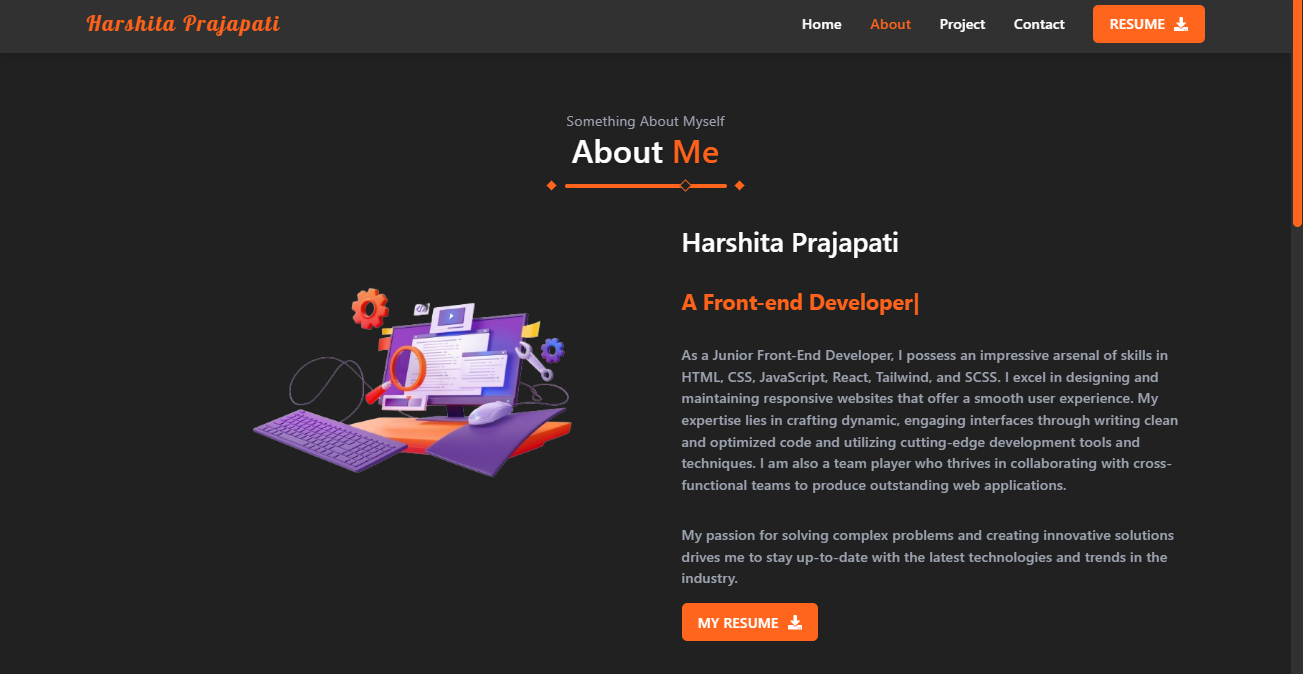 Harshita Prajapati
Home
About
Project
Contact
RESUME
Something About Myself
About Me
Harshita Prajapati
A Front-end Developer|
As a Junior Front-End Developer, I possess an impressive arsenal of skills in
HTML, CSS, JavaScript, React, Tailwind, and SCSS. I excel in designing and
maintaining responsive websites that offer a smooth user experience. My
expertise lies in crafting dynamic, engaging interfaces through writing clean
and optimized code and utilizing cutting-edge development tools and
techniques. I am also a team player who thrives in collaborating with cross-
functional teams to produce outstanding web applications.
My passion for solving complex problems and creating innovative solutions
drives me to stay up-to-date with the latest technologies and trends in the
industry.
MY RESUME